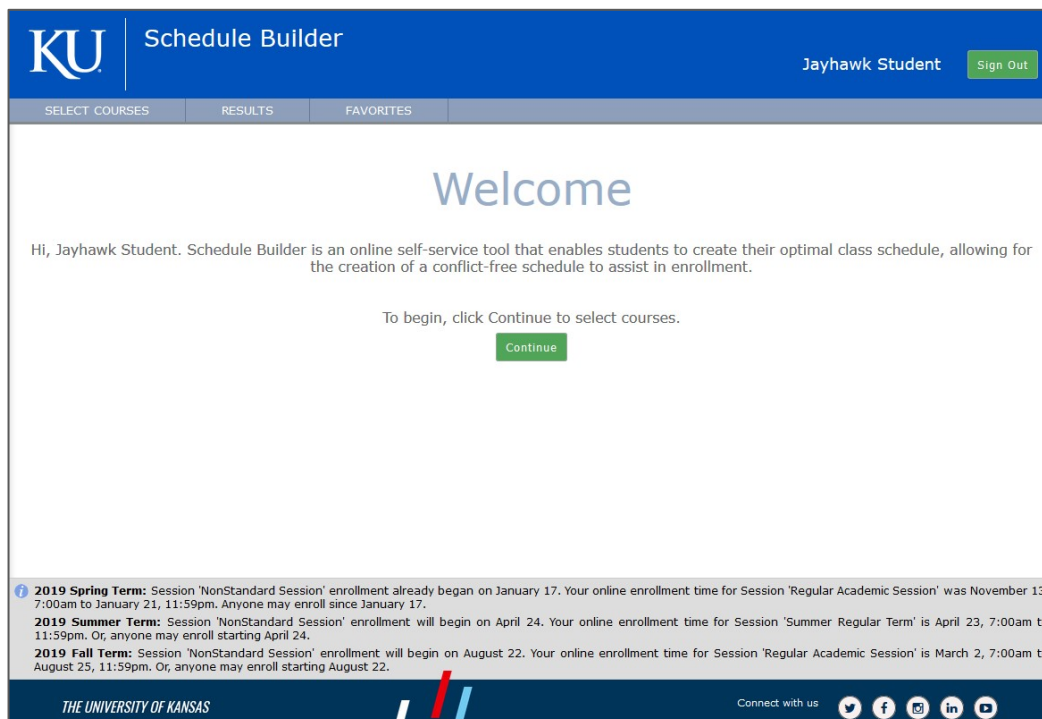 KU
Schedule Builder
Jayhawk Student
Sign Out
SELECT COURSES
RESULTS
FAVORITES
Welcome
Hi, Jayhawk Student. Schedule Builder is an online self-service tool that enables students to create their optimal class schedule, allowing for
the creation of a conflict-free schedule to assist in enrollment.
To begin, click Continue to select courses.
Continue
2019 Spring Term: Session 'NonStandard Session' enrollment already began on January 17. Your online enrollment time for Session 'Regular Academic Session' was November 13
7:00am to January 21, 11:59pm. Anyone may enroll since January 17.
2019 Summer Term: Session 'NonStandard Session' enrollment will begin on April 24. Your online enrollment time for Session 'Summer Regular Term' is April 23, 7:00am t
11:59pm. Or, anyone may enroll starting April 24.
2019 Fall Term: Session 'NonStandard Session' enrollment will begin on August 22. Your online enrollment time for Session 'Regular Academic Session' is March 2, 7:00am t
August 25, 11:59pm. Or, anyone may enroll starting August 22.
THE UNIVERSITY OF KANSAS
Connect with us